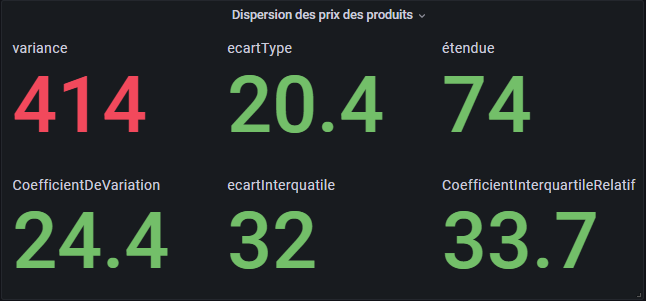 Dispersion des prix des produits
variance ecartType étendue
414 20.4 74
CoefficientDeVariation ecartInterquatile CoefficientInterquartileRelatif
24.4 32 33.7